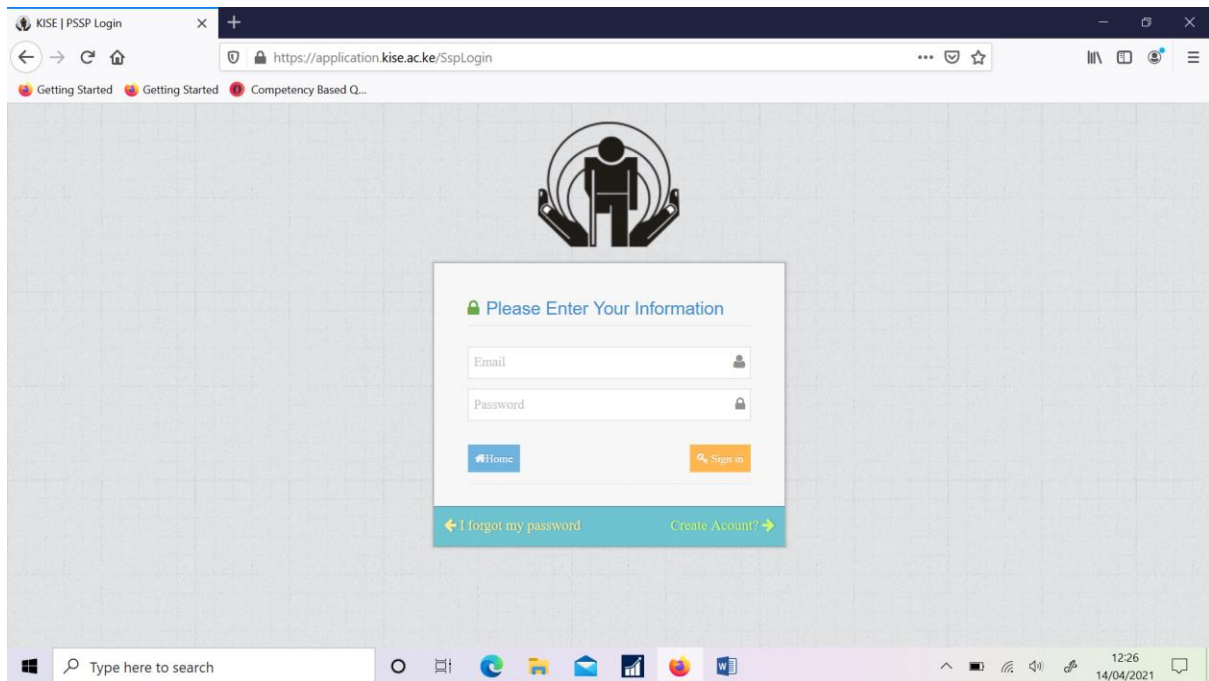 KISE | PSSP Login
https://application.kise.ac.ke/SspLogin
Getting Started Getting Started Competency Based Q...
Please Enter Your Information
Email
Password
Home Sign in
I forgot my password Create Acount?
Type here to search
12:26
14/04/2021